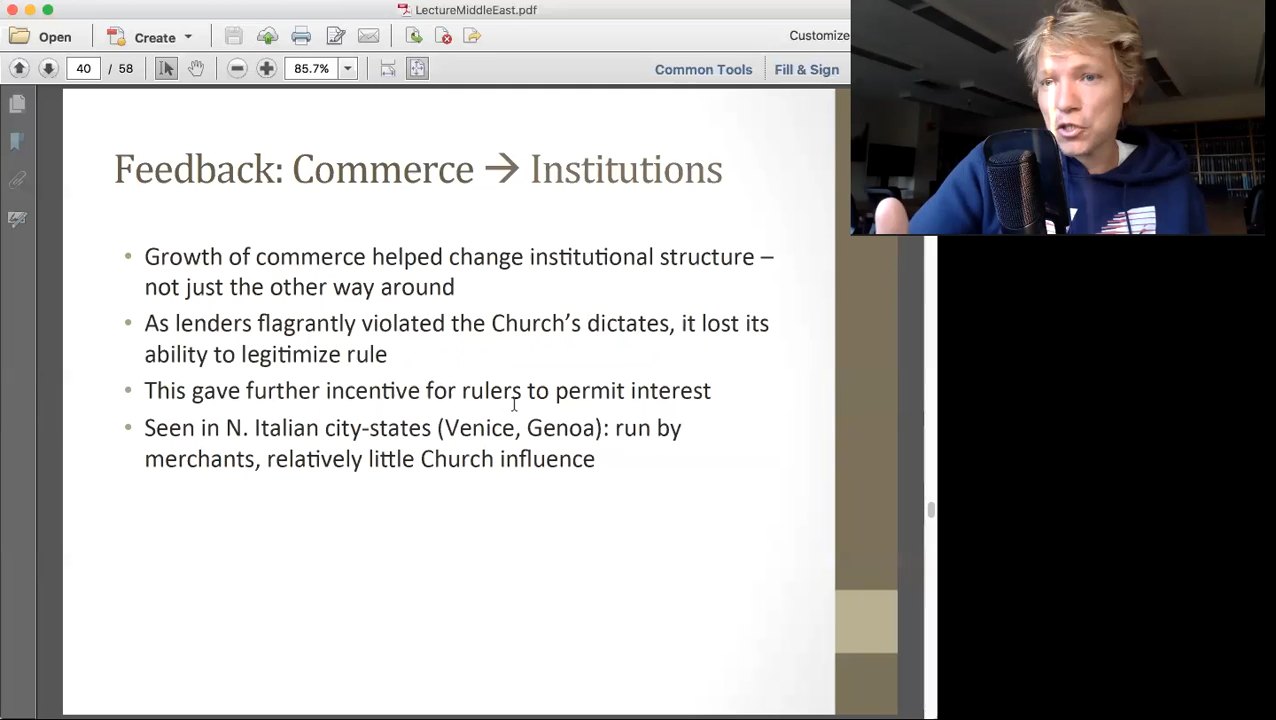 LectureMiddleEast.pdf
Open
Create
Customize
40 / 58
85.7%
Common Tools
Fill & Sign
Feedback: Commerce → Institutions
• Growth of commerce helped change institutional structure –
not just the other way around
• As lenders flagrantly violated the Church's dictates, it lost its
ability to legitimize rule
• This gave further incentive for rulers to permit interest
• Seen in N. Italian city-states (Venice, Genoa): run by
merchants, relatively little Church influence